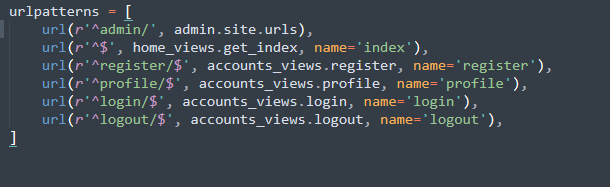 urlpatterns = [
    url(r'^admin/', admin.site.urls),
    url(r'^$', home_views.get_index, name='index'),
    url(r'^register/$', accounts_views.register, name='register'),
    url(r'^profile/$', accounts_views.profile, name='profile'),
    url(r'^login/$', accounts_views.login, name='login'),
    url(r'^logout/$', accounts_views.logout, name='logout'),
]